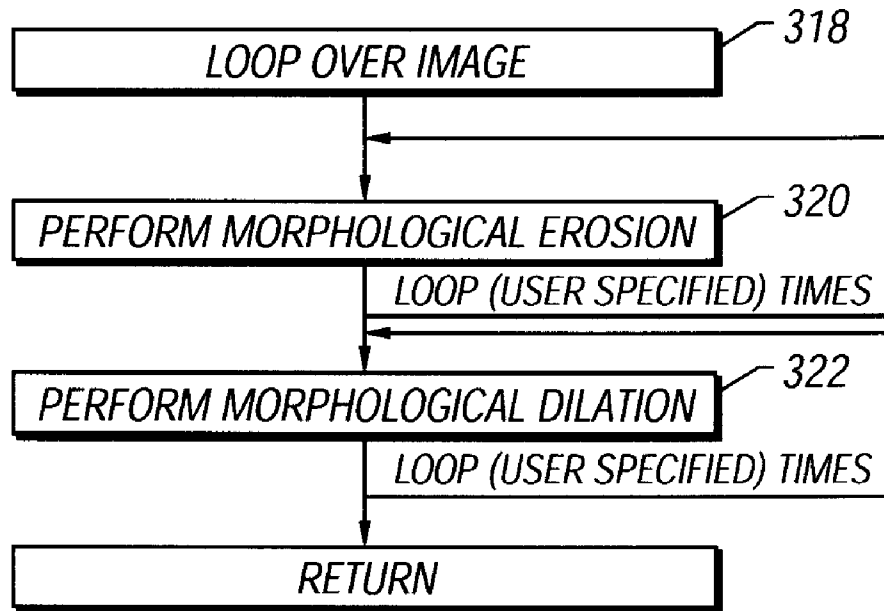 LOOP OVER IMAGE
318
PERFORM MORPHOLOGICAL EROSION
320
LOOP (USER SPECIFIED) TIMES
PERFORM MORPHOLOGICAL DILATION
322
LOOP (USER SPECIFIED) TIMES
RETURN